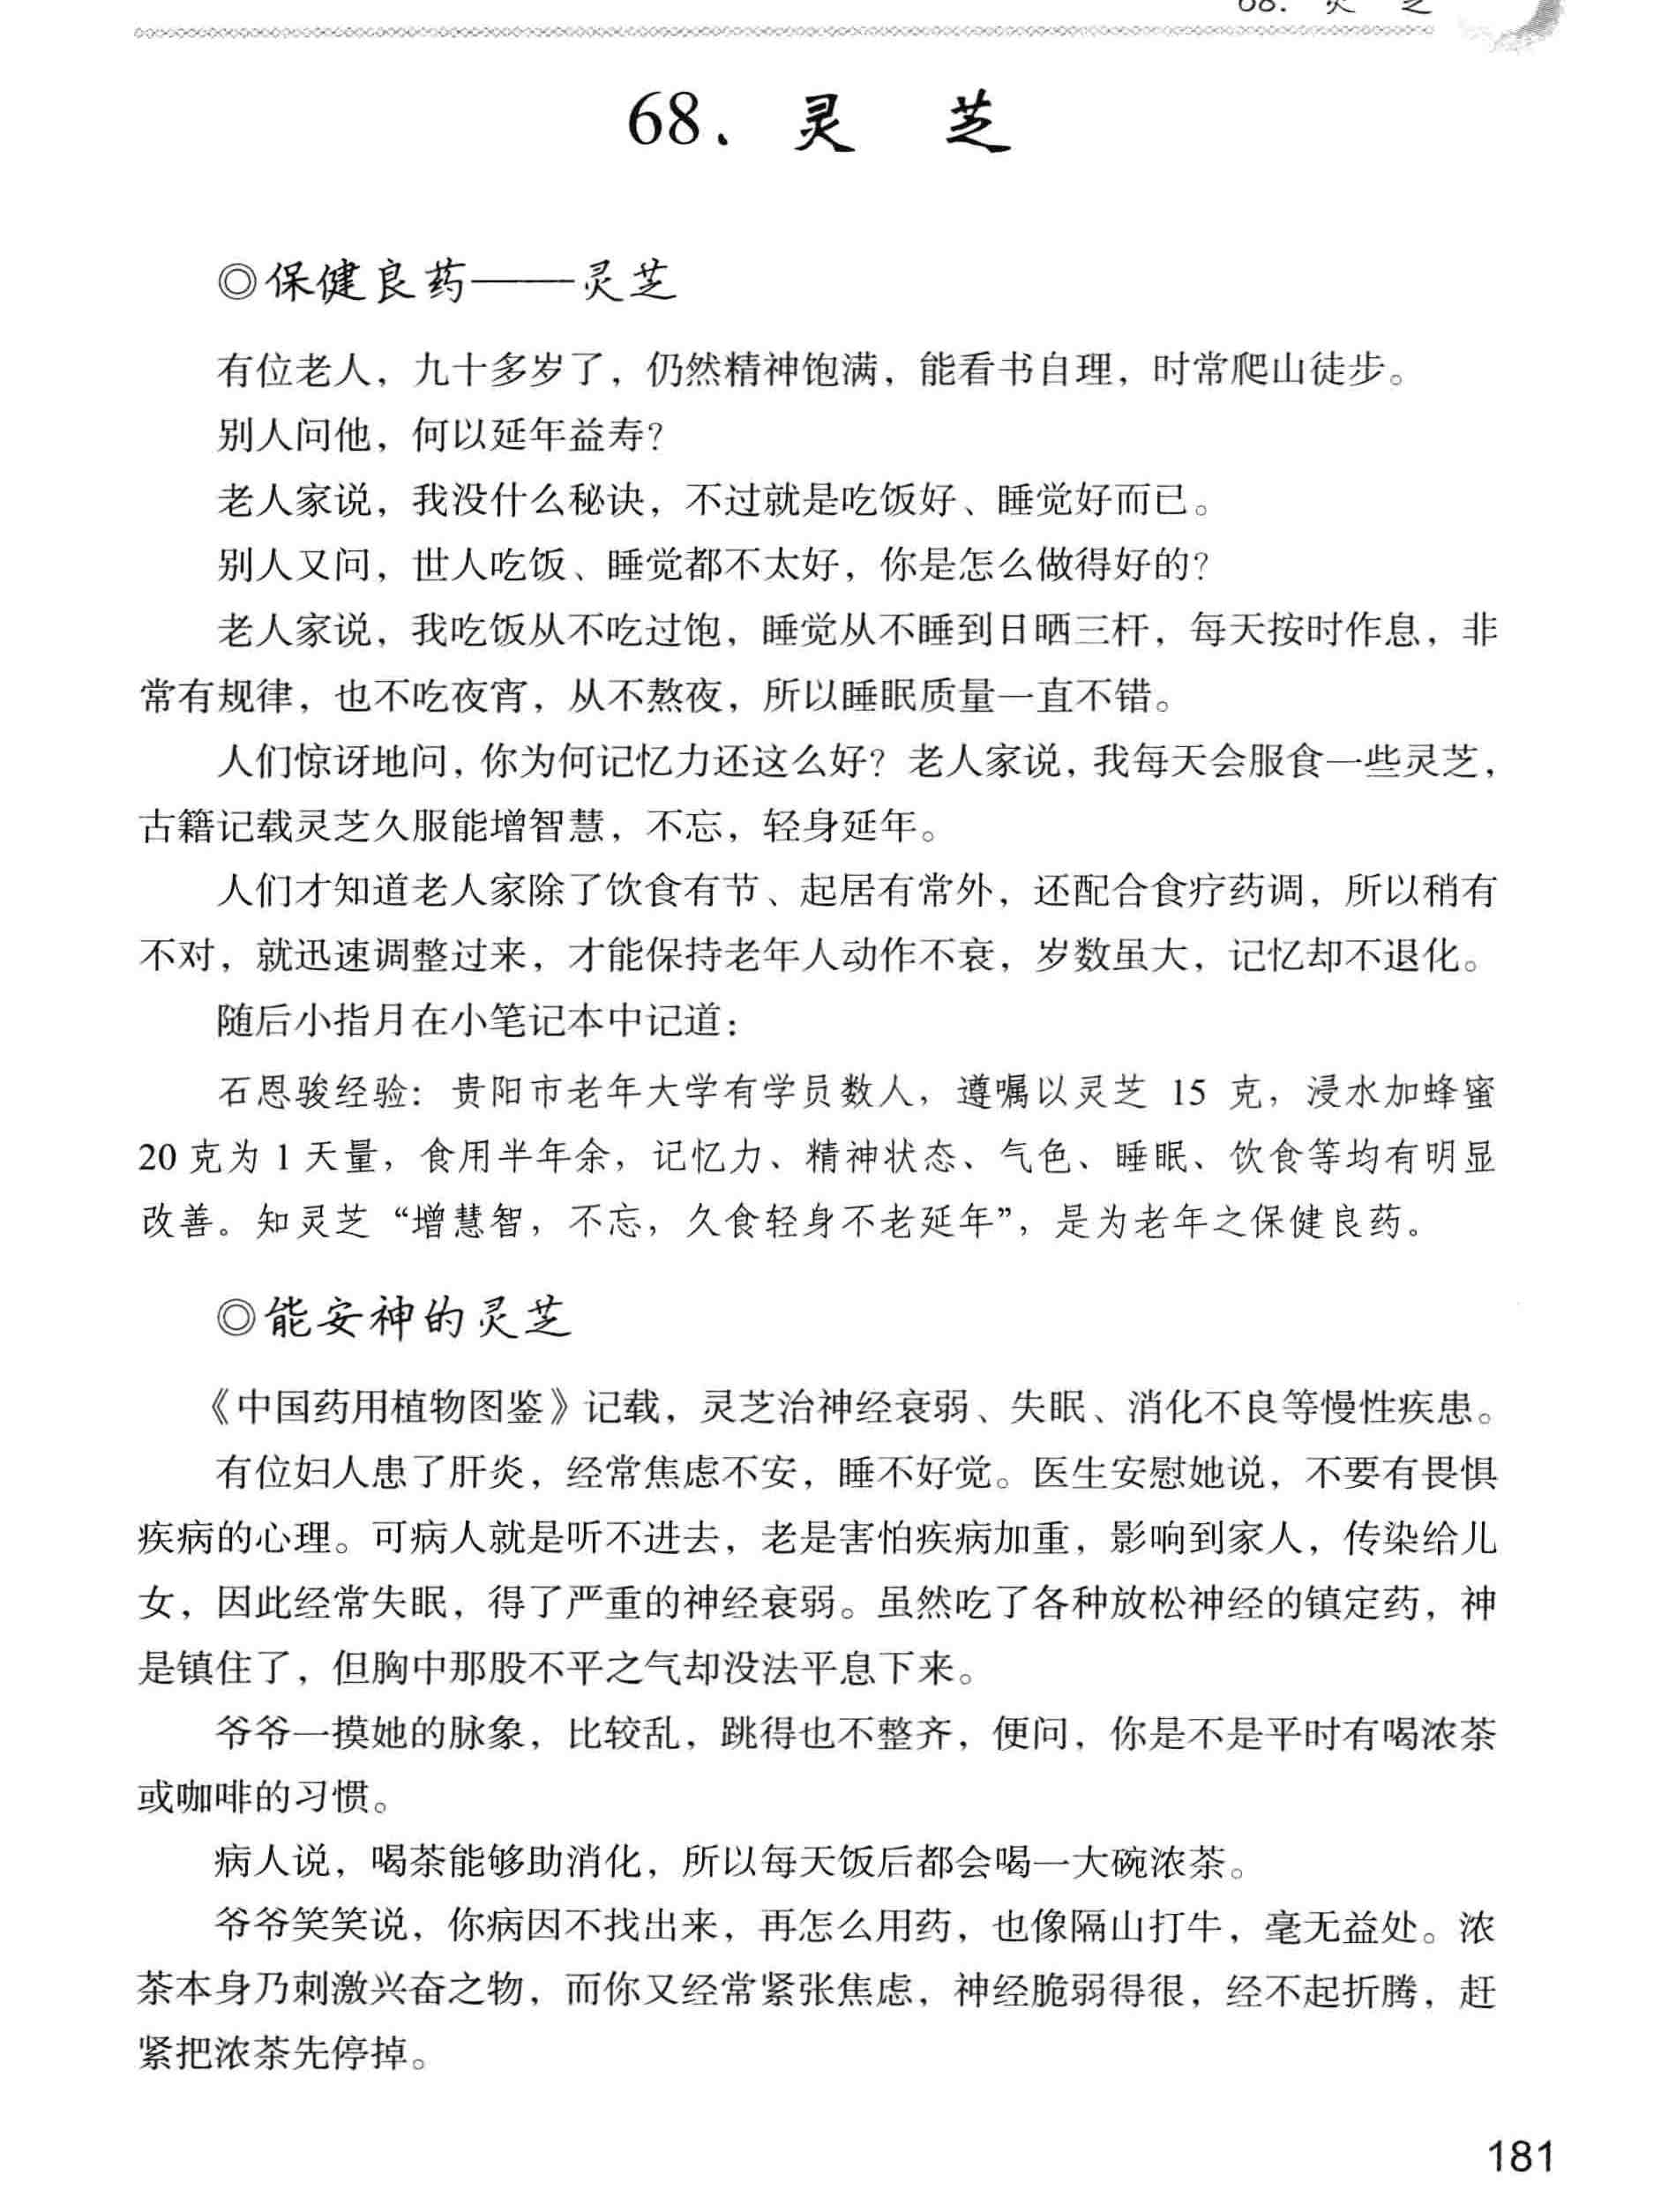 68. 灵 芝
68. 灵 芝
◎保健良药——灵芝
有位老人，九十多岁了，仍然精神饱满，能看书自理，时常爬山徒步。
别人问他，何以延年益寿？
老人家说，我没什么秘诀，不过就是吃饭好、睡觉好而已。
别人又问，世人吃饭、睡觉都不太好，你是怎么做得好的？
老人家说，我吃饭从不吃过饱，睡觉从不睡到日晒三杆，每天按时作息，非
常有规律，也不吃夜宵，从不熬夜，所以睡眠质量一直不错。
人们惊讶地问，你为何记忆力还这么好？老人家说，我每天会服食一些灵芝，
古籍记载灵芝久服能增智慧，不忘，轻身延年。
人们才知道老人家除了饮食有节、起居有常外，还配合食疗药调，所以稍有
不对，就迅速调整过来，才能保持老年人动作不衰，岁数虽大，记忆却不退化。
随后小指月在小笔记本中记道：
石恩骏经验：贵阳市老年大学有学员数人，遵嘱以灵芝 15 克，浸水加蜂蜜
20 克为 1 天量，食用半年余，记忆力、精神状态、气色、睡眠、饮食等均有明显
改善。知灵芝“增慧智，不忘，久食轻身不老延年”，是为老年之保健良药。
◎能安神的灵芝
《中国药用植物图鉴》记载，灵芝治神经衰弱、失眠、消化不良等慢性疾患。
有位妇人患了肝炎，经常焦虑不安，睡不好觉。医生安慰她说，不要有畏惧
疾病的心理。可病人就是听不进去，老是害怕疾病加重，影响到家人，传染给儿
女，因此经常失眠，得了严重的神经衰弱。虽然吃了各种放松神经的镇定药，神
是镇住了，但胸中那股不平之气却没法平息下来。
爷爷一摸她的脉象，比较乱，跳得也不整齐，便问，你是不是平时有喝浓茶
或咖啡的习惯。
病人说，喝茶能够助消化，所以每天饭后都会喝一大碗浓茶。
爷爷笑笑说，你病因不找出来，再怎么用药，也像隔山打牛，毫无益处。浓
茶本身乃刺激兴奋之物，而你又经常紧张焦虑，神经脆弱得很，经不起折腾，赶
紧把浓茶先停掉。
181